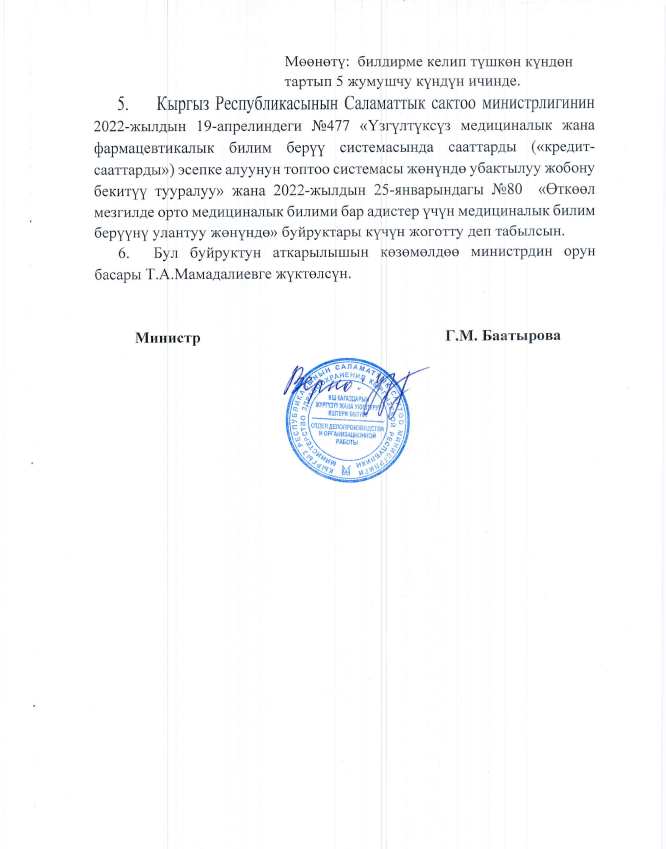 Мөөнөтү: билдирме келип түшкөн күндөн
тартып 5 жумушчу күндүн ичинде.
5. Кыргыз Республикасынын Саламаттык сактоо министрлигинин
2022-жылдын 19-апрелиндеги №477 «Үзгүлтүксүз медициналык жана
фармацевтикалык билим берүү системасында сааттарды («кредит-
сааттарды») эсепке алуунун топтоо системасы жөнүндө убактылуу жобону
бекитүү тууралуу» жана 2022-жылдын 25-январындагы №80 «Өткөөл
мезгилде орто медициналык билими бар адистер үчүн медициналык билим
берүүнү улантуу жөнүндө» буйруктары күчүн жоготту деп табылсын.
6. Бул буйруктун аткарылышын көзөмөлдөө министрдин орун
басары Т.А.Мамадалиевге жүктөлсүн.
Министр Г.М. Баатырова
Верно.
ИШ КАГАЗДАРЫН
ЖҮРГҮЗҮҮ ЖАНА УЮШТУРУУ
ИШТЕРИ БӨЛҮМҮ
ОТДЕЛ ДЕЛОПРОИЗВОДСТВА
И ОРГАНИЗАЦИОННОЙ
РАБОТЫ
КЫРГЫЗ РЕСПУБЛИКАСЫНЫН САЛАМАТТЫК САКТОО МИНИСТРЛИГИ
МИНИСТЕРСТВО ЗДРАВООХРАНЕНИЯ КЫРГЫЗСКОЙ РЕСПУБЛИКИ